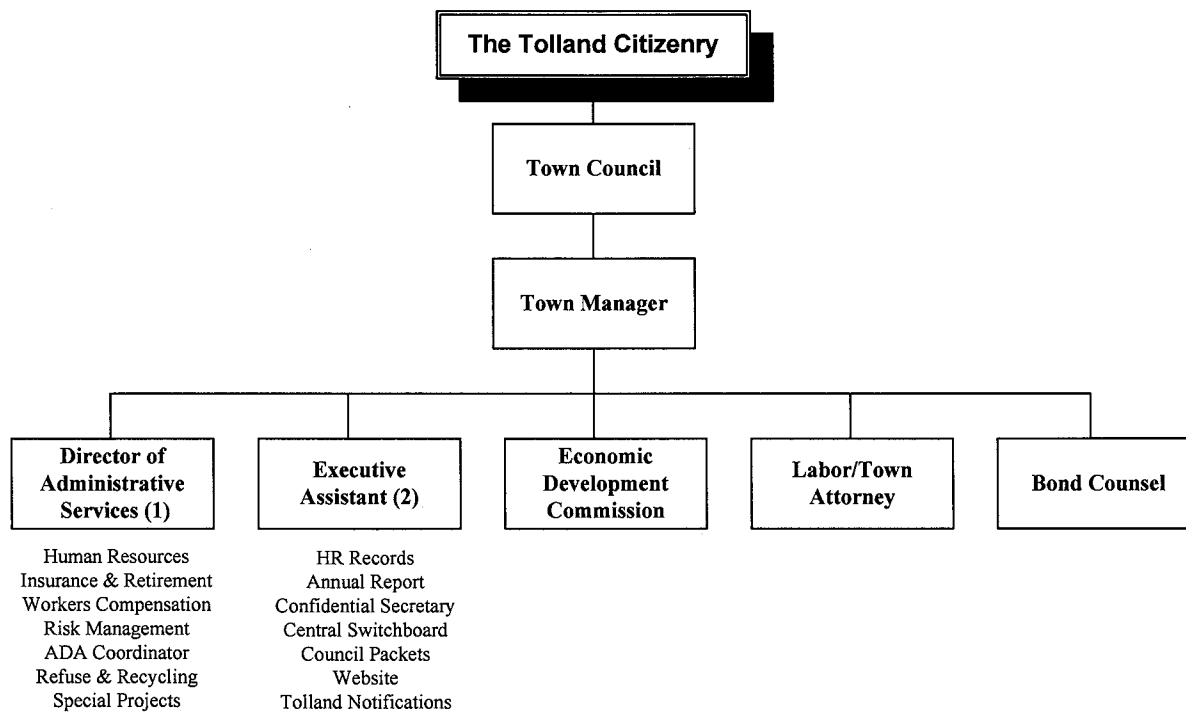 The Tolland Citizenry
Town Council
Town Manager
Director of
Administrative
Services (1)
Executive
Assistant (2)
Economic
Development
Commission
Labor/Town
Attorney
Bond Counsel
Human Resources
Insurance & Retirement
Workers Compensation
Risk Management
ADA Coordinator
Refuse & Recycling
Special Projects
HR Records
Annual Report
Confidential Secretary
Central Switchboard
Council Packets
Website
Tolland Notifications